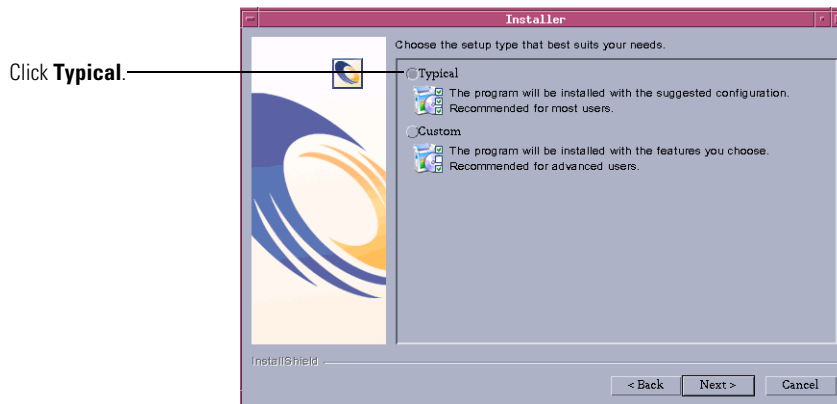 Installer
Choose the setup type that best suits your needs.
Click Typical.
Typical
The program will be installed with the suggested configuration.
Recommended for most users.
Custom
The program will be installed with the features you choose.
Recommended for advanced users.
InstallShield
< Back Next > Cancel